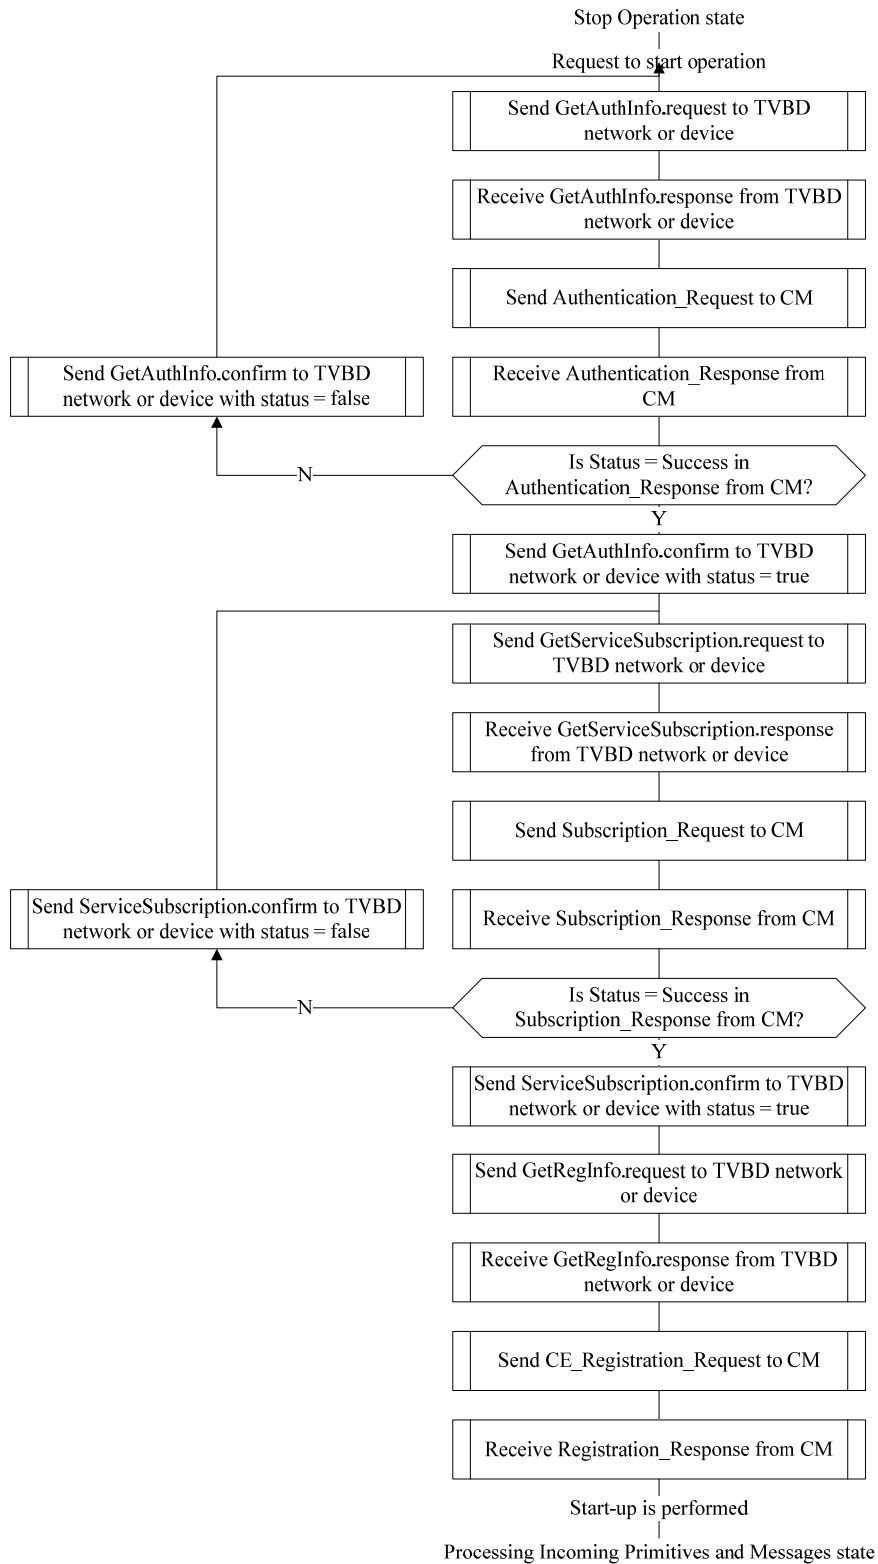 Stop Operation state
Request to start operation
Send GetAuthInfo.request to TVBD
network or device
Receive GetAuthInfo.response from TVBD
network or device
Send Authentication_Request to CM
Send GetAuthInfo.confirm to TVBD
network or device with status = false
Receive Authentication_Response from
CM
Is Status = Success in
Authentication_Response from CM?
N
Y
Send GetAuthInfo.confirm to TVBD
network or device with status = true
Send GetServiceSubscription.request to
TVBD network or device
Receive GetServiceSubscription.response
from TVBD network or device
Send Subscription_Request to CM
Send ServiceSubscription.confirm to TVBD
network or device with status = false
Receive Subscription_Response from CM
Is Status = Success in
Subscription_Response from CM?
N
Y
Send ServiceSubscription.confirm to TVBD
network or device with status = true
Send GetRegInfo.request to TVBD network
or device
Receive GetRegInfo.response from TVBD
network or device
Send CE_Registration_Request to CM
Receive Registration_Response from CM
Start-up is performed
Processing Incoming Primitives and Messages state